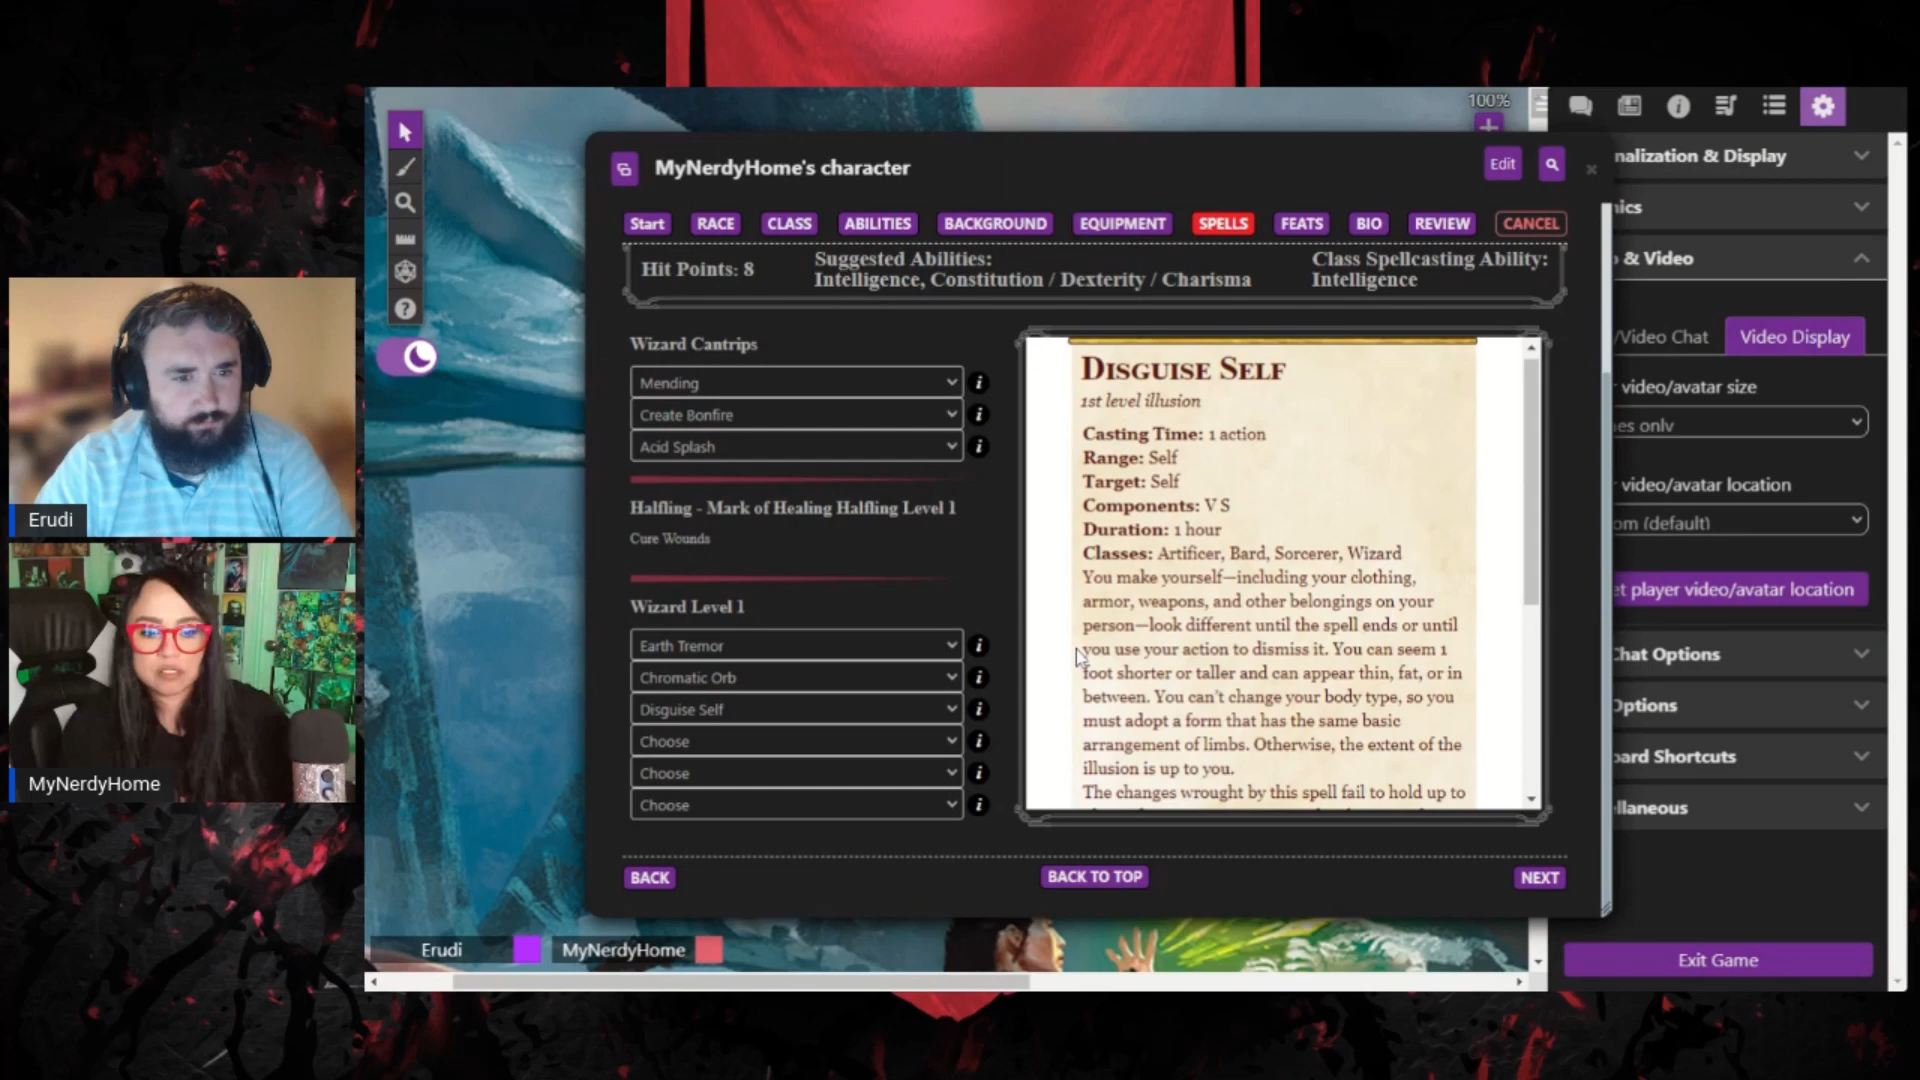 100%
MyNerdyHome's character
Edit
Start
RACE
CLASS
ABILITIES
BACKGROUND
EQUIPMENT
SPELLS
FEATS
BIO
REVIEW
CANCEL
Hit Points: 8
Suggested Abilities:
Intelligence, Constitution / Dexterity / Charisma
Class Spellcasting Ability:
Intelligence
Wizard Cantrips
Mending
Create Bonfire
Acid Splash
Halfling - Mark of Healing Halfling Level 1
Cure Wounds
Wizard Level 1
Earth Tremor
Chromatic Orb
Disguise Self
Choose
Choose
Choose
DISGUISE SELF
1st level illusion
Casting Time: 1 action
Range: Self
Target: Self
Components: V S
Duration: 1 hour
Classes: Artificer, Bard, Sorcerer, Wizard
You make yourself—including your clothing,
armor, weapons, and other belongings on your
person—look different until the spell ends or until
you use your action to dismiss it. You can seem 1
foot shorter or taller and can appear thin, fat, or in
between. You can't change your body type, so you
must adopt a form that has the same basic
arrangement of limbs. Otherwise, the extent of the
illusion is up to you.
The changes wrought by this spell fail to hold up to
BACK
BACK TO TOP
NEXT
nalization & Display
ics
& Video
/Video Chat
Video Display
video/avatar size
es only
video/avatar location
om (default)
t player video/avatar location
Chat Options
Options
oard Shortcuts
llaneous
Exit Game
Erudi
MyNerdyHome
Erudi
MyNerdyHome